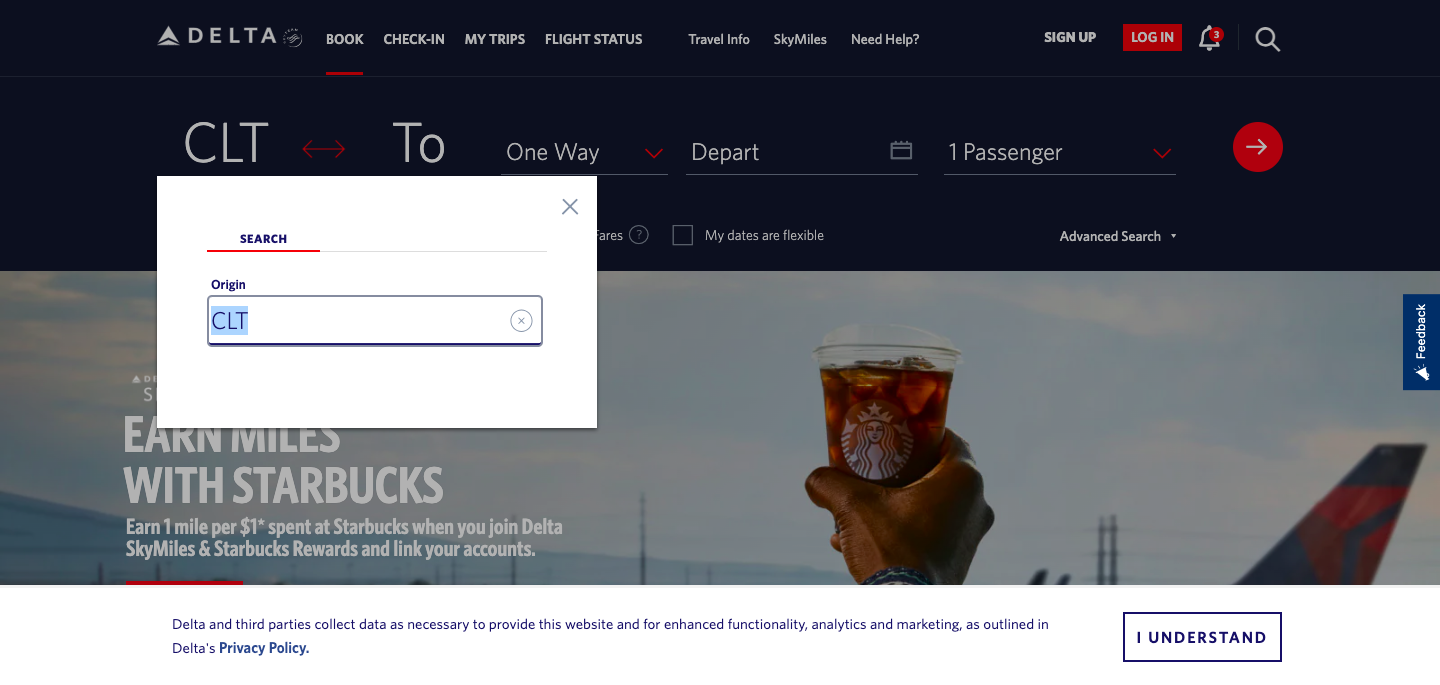 DELTA
BOOK
CHECK-IN
MY TRIPS
FLIGHT STATUS
Travel Info
SkyMiles
Need Help?
SIGN UP
LOG IN
3
CLT
To
One Way
Depart
1 Passenger
SEARCH
Origin
CLT
Fares
?
My dates are flexible
Advanced Search
Feedback
EARN MILES
WITH STARBUCKS
Earn 1 mile per $1* spent at Starbucks when you join Delta
SkyMiles & Starbucks Rewards and link your accounts.
Delta and third parties collect data as necessary to provide this website and for enhanced functionality, analytics and marketing, as outlined in
Delta's Privacy Policy.
I UNDERSTAND